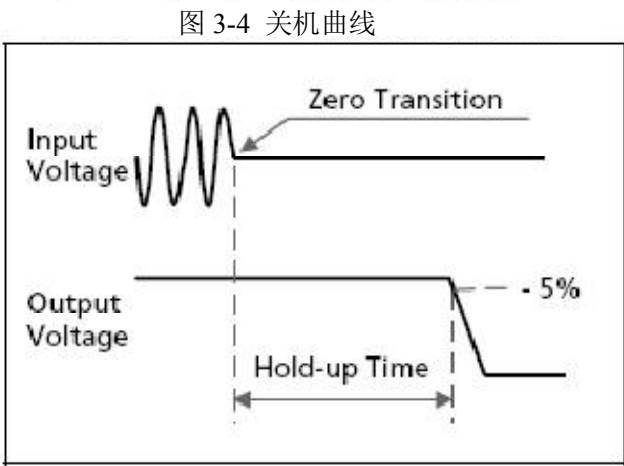 图 3-4 关机曲线
Zero Transition
Input
Voltage
Output
Voltage
- 5%
Hold-up Time